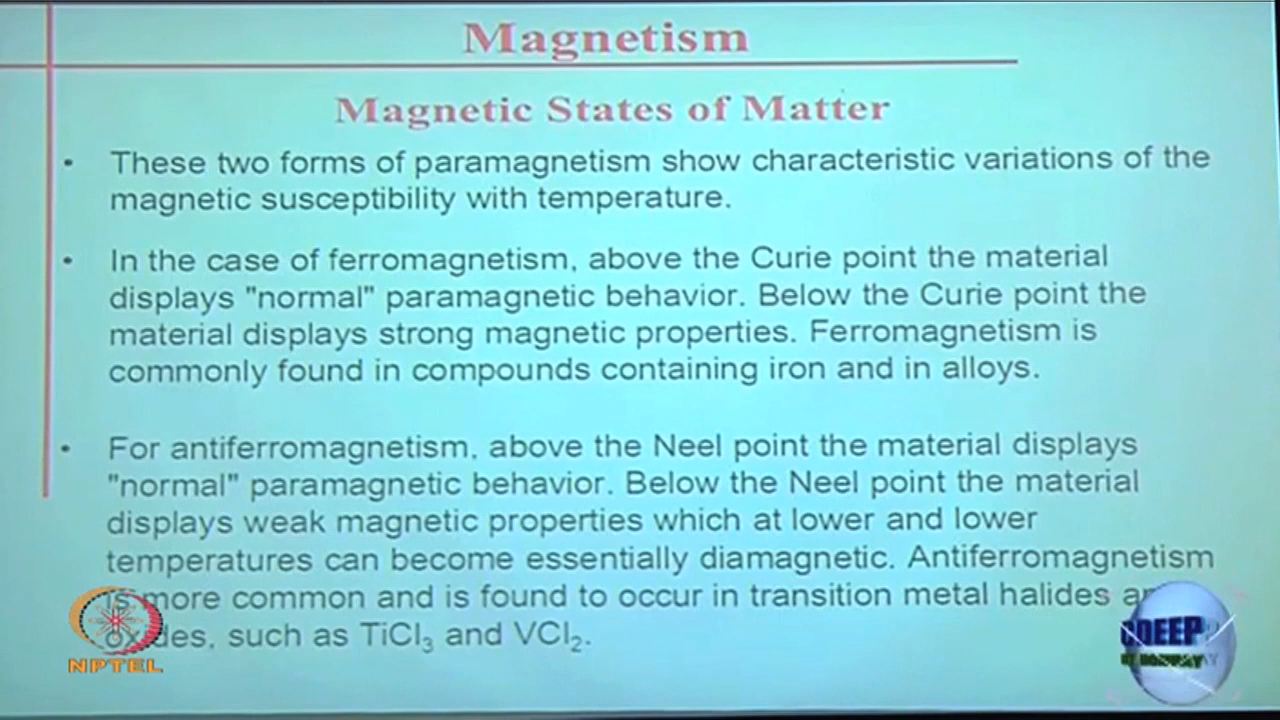 Magnetism
Magnetic States of Matter
• These two forms of paramagnetism show characteristic variations of the
magnetic susceptibility with temperature.
• In the case of ferromagnetism, above the Curie point the material
displays "normal" paramagnetic behavior. Below the Curie point the
material displays strong magnetic properties. Ferromagnetism is
commonly found in compounds containing iron and in alloys.
• For antiferromagnetism, above the Neel point the material displays
"normal" paramagnetic behavior. Below the Neel point the material
displays weak magnetic properties which at lower and lower
temperatures can become essentially diamagnetic. Antiferromagnetism
is more common and is found to occur in transition metal halides
oxides, such as TiCl₃ and VCl₂.
NPTEL
CDEEP